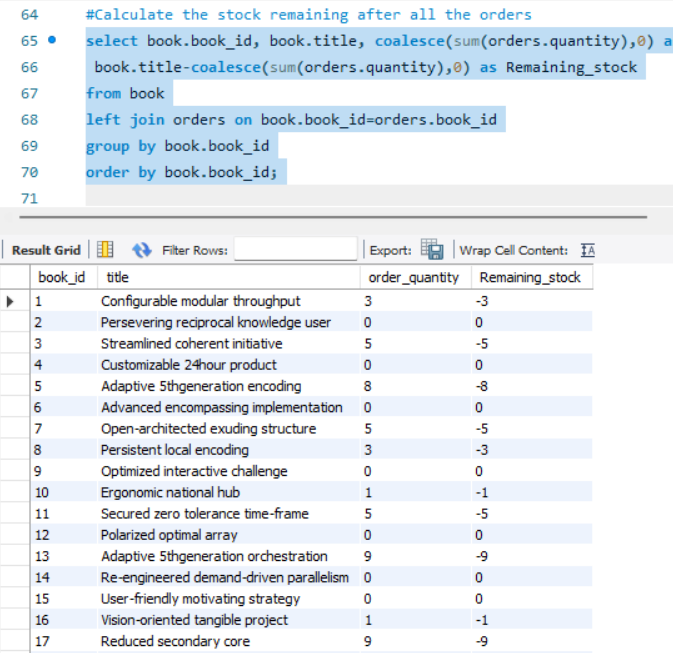 64 #Calculate the stock remaining after all the orders
65 select book.book_id, book.title, coalesce(sum(orders.quantity),0) a
66 book.title-coalesce(sum(orders.quantity),0) as Remaining_stock
67 from book
68 left join orders on book.book_id=orders.book_id
69 group by book.book_id
70 order by book.book_id;
71
Result Grid Filter Rows: Export: Wrap Cell Content: IA
book_id title order_quantity Remaining_stock
1 Configurable modular throughput 3 -3
2 Persevering reciprocal knowledge user 0 0
3 Streamlined coherent initiative 5 -5
4 Customizable 24hour product 0 0
5 Adaptive 5thgeneration encoding 8 -8
6 Advanced encompassing implementation 0 0
7 Open-architected exuding structure 5 -5
8 Persistent local encoding 3 -3
9 Optimized interactive challenge 0 0
10 Ergonomic national hub 1 -1
11 Secured zero tolerance time-frame 5 -5
12 Polarized optimal array 0 0
13 Adaptive 5thgeneration orchestration 9 -9
14 Re-engineered demand-driven parallelism 0 0
15 User-friendly motivating strategy 0 0
16 Vision-oriented tangible project 1 -1
17 Reduced secondary core 9 -9